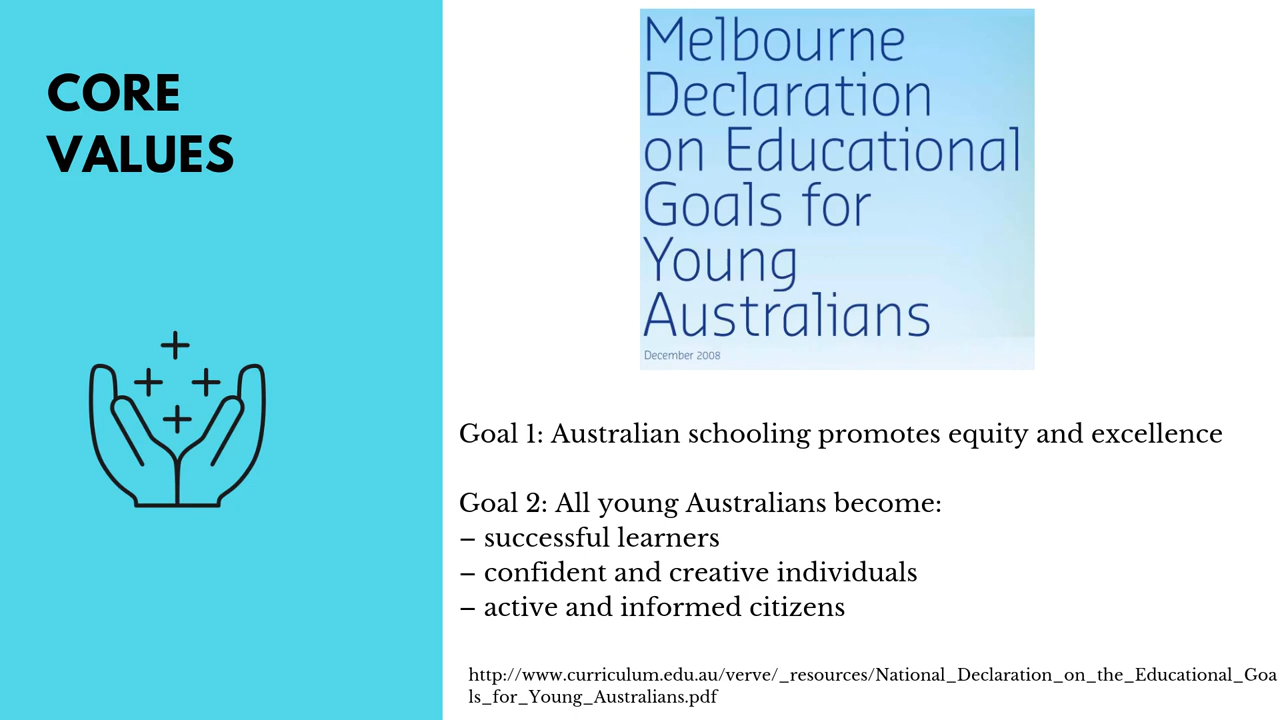 CORE
VALUES
Melbourne
Declaration
on Educational
Goals for
Young
Australians
December 2008
Goal 1: Australian schooling promotes equity and excellence
Goal 2: All young Australians become:
– successful learners
– confident and creative individuals
– active and informed citizens
http://www.curriculum.edu.au/verve/_resources/National_Declaration_on_the_Educational_Goa
ls_for_Young_Australians.pdf